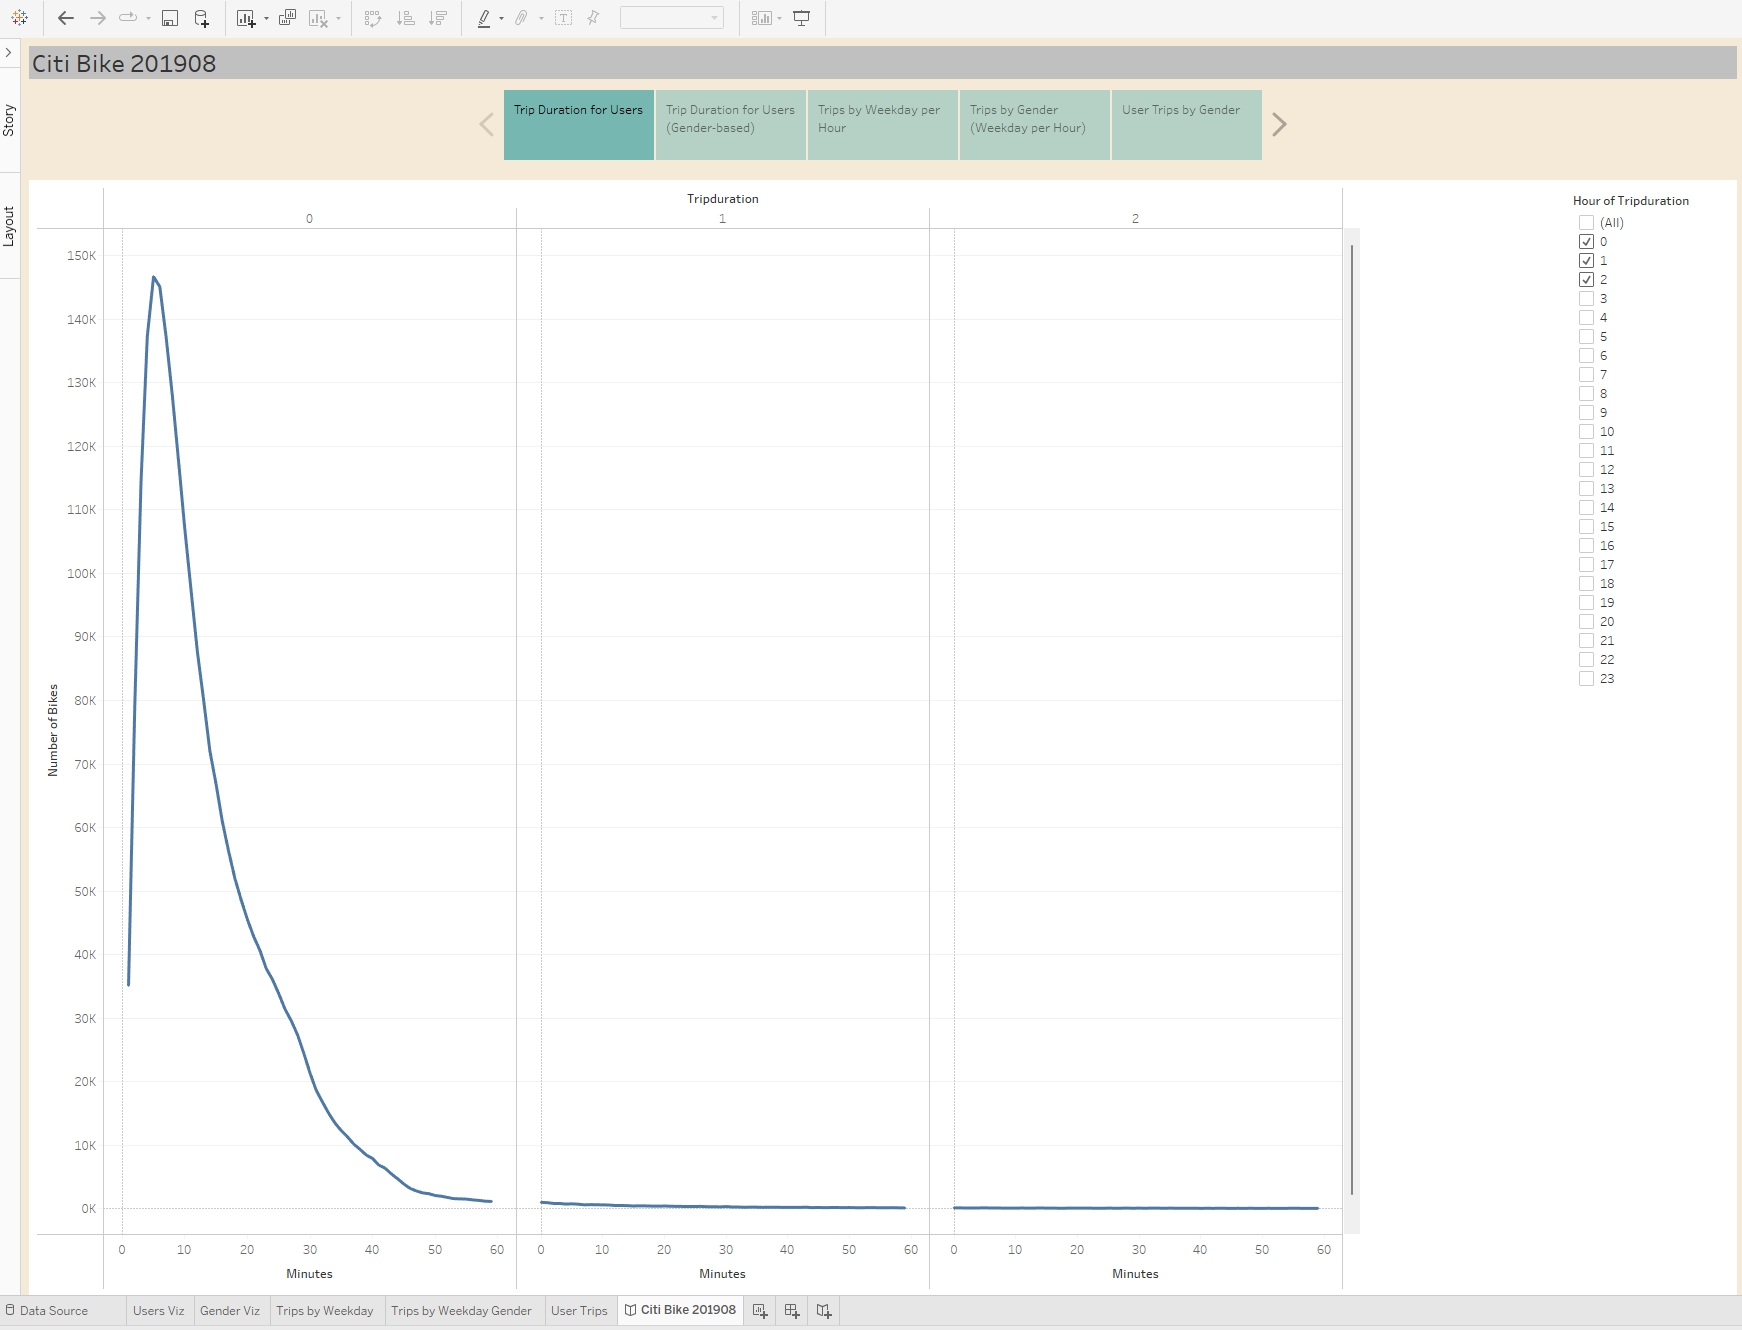 Citi Bike 201908
Story
Layout
Trip Duration for Users
Trip Duration for Users
(Gender-based)
Trips by Weekday per
Hour
Trips by Gender
(Weekday per Hour)
User Trips by Gender
Tripduration
0
1
2
Number of Bikes
150K
140K
130K
120K
110K
100K
90K
80K
70K
60K
50K
40K
30K
20K
10K
0K
0 10 20 30 40 50 60
0 10 20 30 40 50 60
0 10 20 30 40 50 60
Minutes
Minutes
Minutes
Hour of Tripduration
(All)
0
1
2
3
4
5
6
7
8
9
10
11
12
13
14
15
16
17
18
19
20
21
22
23
Data Source
Users Viz
Gender Viz
Trips by Weekday
Trips by Weekday Gender
User Trips
Citi Bike 201908